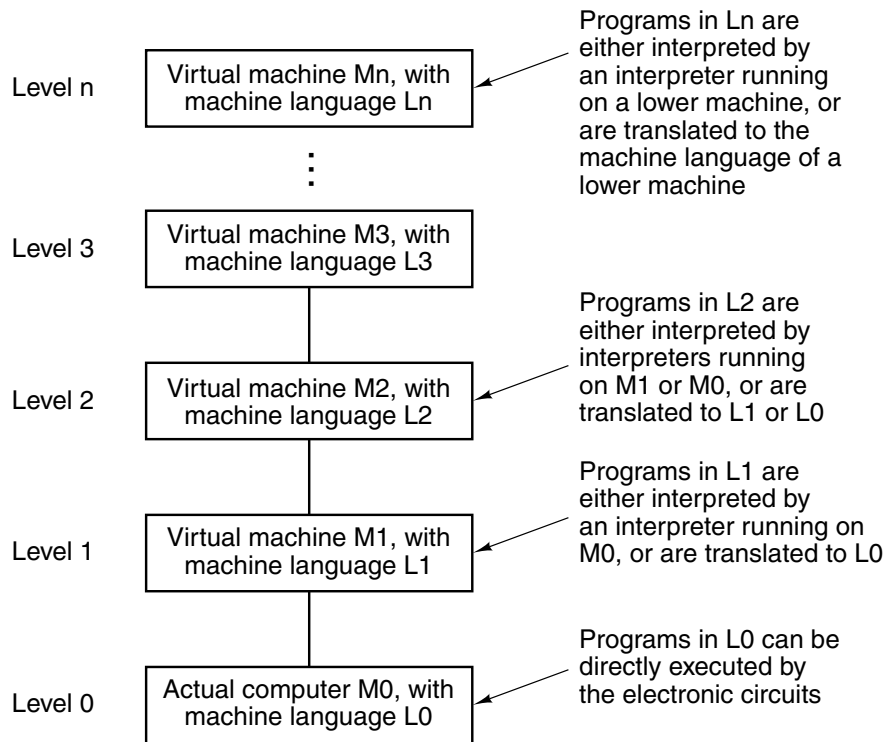 Level n
Virtual machine Mn, with
machine language Ln
Programs in Ln are
either interpreted by
an interpreter running
on a lower machine, or
are translated to the
machine language of a
lower machine
Level 3
Virtual machine M3, with
machine language L3
Level 2
Virtual machine M2, with
machine language L2
Programs in L2 are
either interpreted by
interpreters running
on M1 or M0, or are
translated to L1 or L0
Level 1
Virtual machine M1, with
machine language L1
Programs in L1 are
either interpreted by
an interpreter running on
M0, or are translated to L0
Level 0
Actual computer M0, with
machine language L0
Programs in L0 can be
directly executed by
the electronic circuits